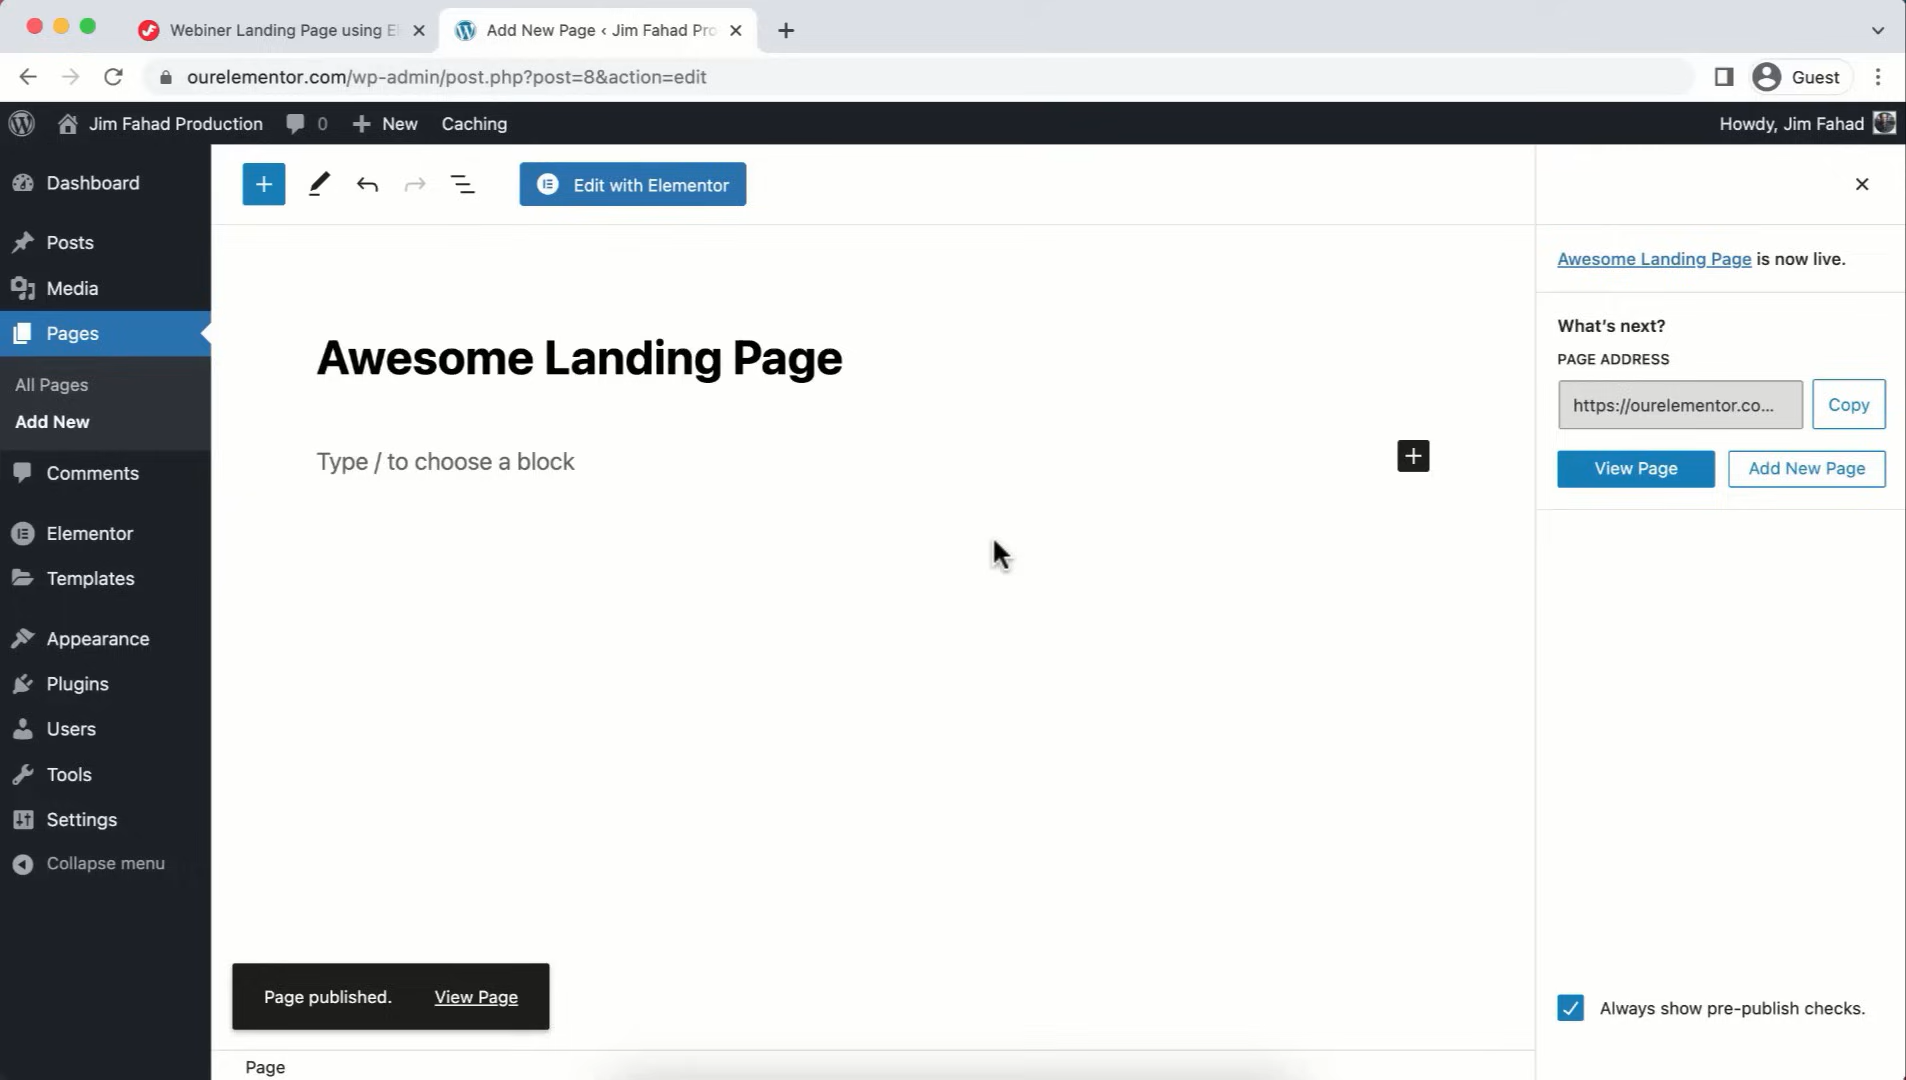 Webiner Landing Page using El
Add New Page ‹ Jim Fahad Pro
ourelementor.com/wp-admin/post.php?post=8&action=edit
Guest
Jim Fahad Production
0
New
Caching
Howdy, Jim Fahad
Dashboard
Posts
Media
Pages
All Pages
Add New
Comments
Elementor
Templates
Appearance
Plugins
Users
Tools
Settings
Collapse menu
Edit with Elementor
Awesome Landing Page
Type / to choose a block
Page published. View Page
Page
Awesome Landing Page is now live.
What's next?
PAGE ADDRESS
https://ourelementor.co...
Copy
View Page
Add New Page
Always show pre-publish checks.